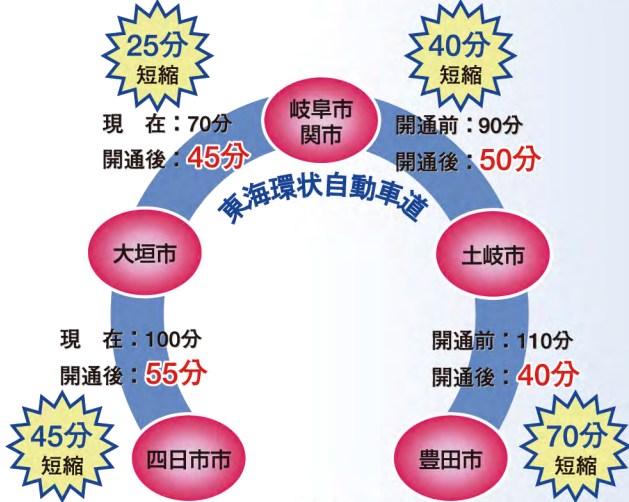 25分
短縮
40分
短縮
岐阜市
関市
現　在：70分
開通後：45分
開通前：90分
開通後：50分
東海環状自動車道
大垣市
土岐市
現　在：100分
開通後：55分
開通前：110分
開通後：40分
45分
短縮
四日市市
豊田市
70分
短縮